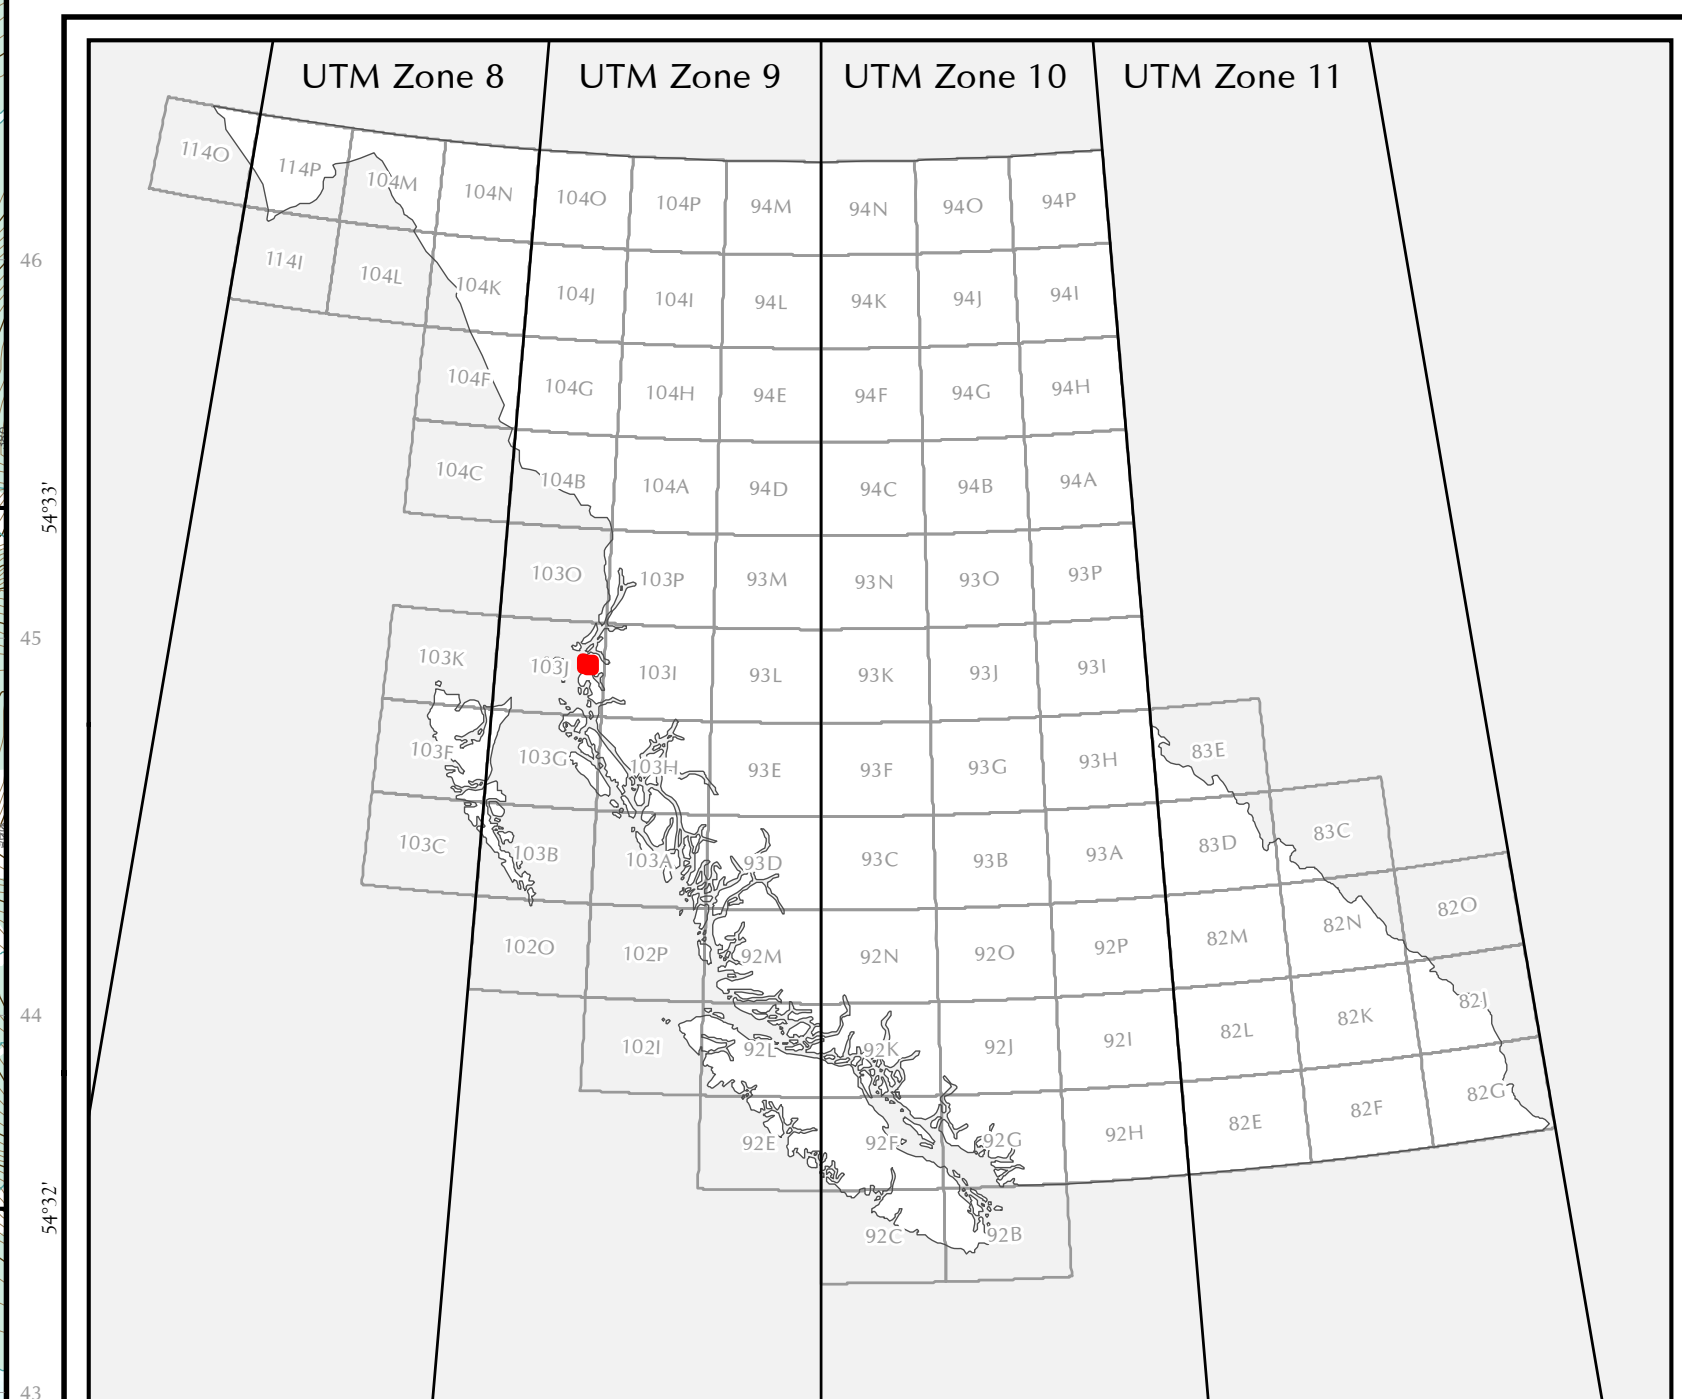 UTM Zone 8 UTM Zone 9 UTM Zone 10 UTM Zone 11
114O 114P 104M 104N 104O 104P 94M 94N 94O 94P
46
114I 104L 104K 104J 104I 94L 94K 94J 94I
104F 104G 104H 94E 94F 94G 94H
54°33'
104C 104B 104A 94D 94C 94B 94A
103O 103P 93M 93N 93O 93P
45
103K 103J 103I 93L 93K 93J 93I
103F 103G 103H 93E 93F 93G 93H 83E
103C 103B 103A 93D 93C 93B 93A 83D 83C
102O 102P 92M 92N 92O 92P 82M 82N 82O
44
102I 92L 92K 92J 92I 82L 82K 82J
92E 92F 92G 92H 82E 82F 82G
54°32'
92C 92B
43